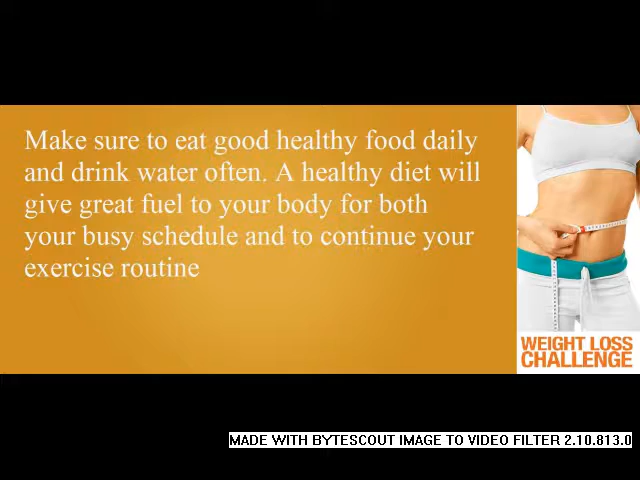 Make sure to eat good healthy food daily
and drink water often. A healthy diet will
give great fuel to your body for both
your busy schedule and to continue your
exercise routine
WEIGHT LOSS
CHALLENGE
MADE WITH BYTESCOUT IMAGE TO VIDEO FILTER 2.10.813.0